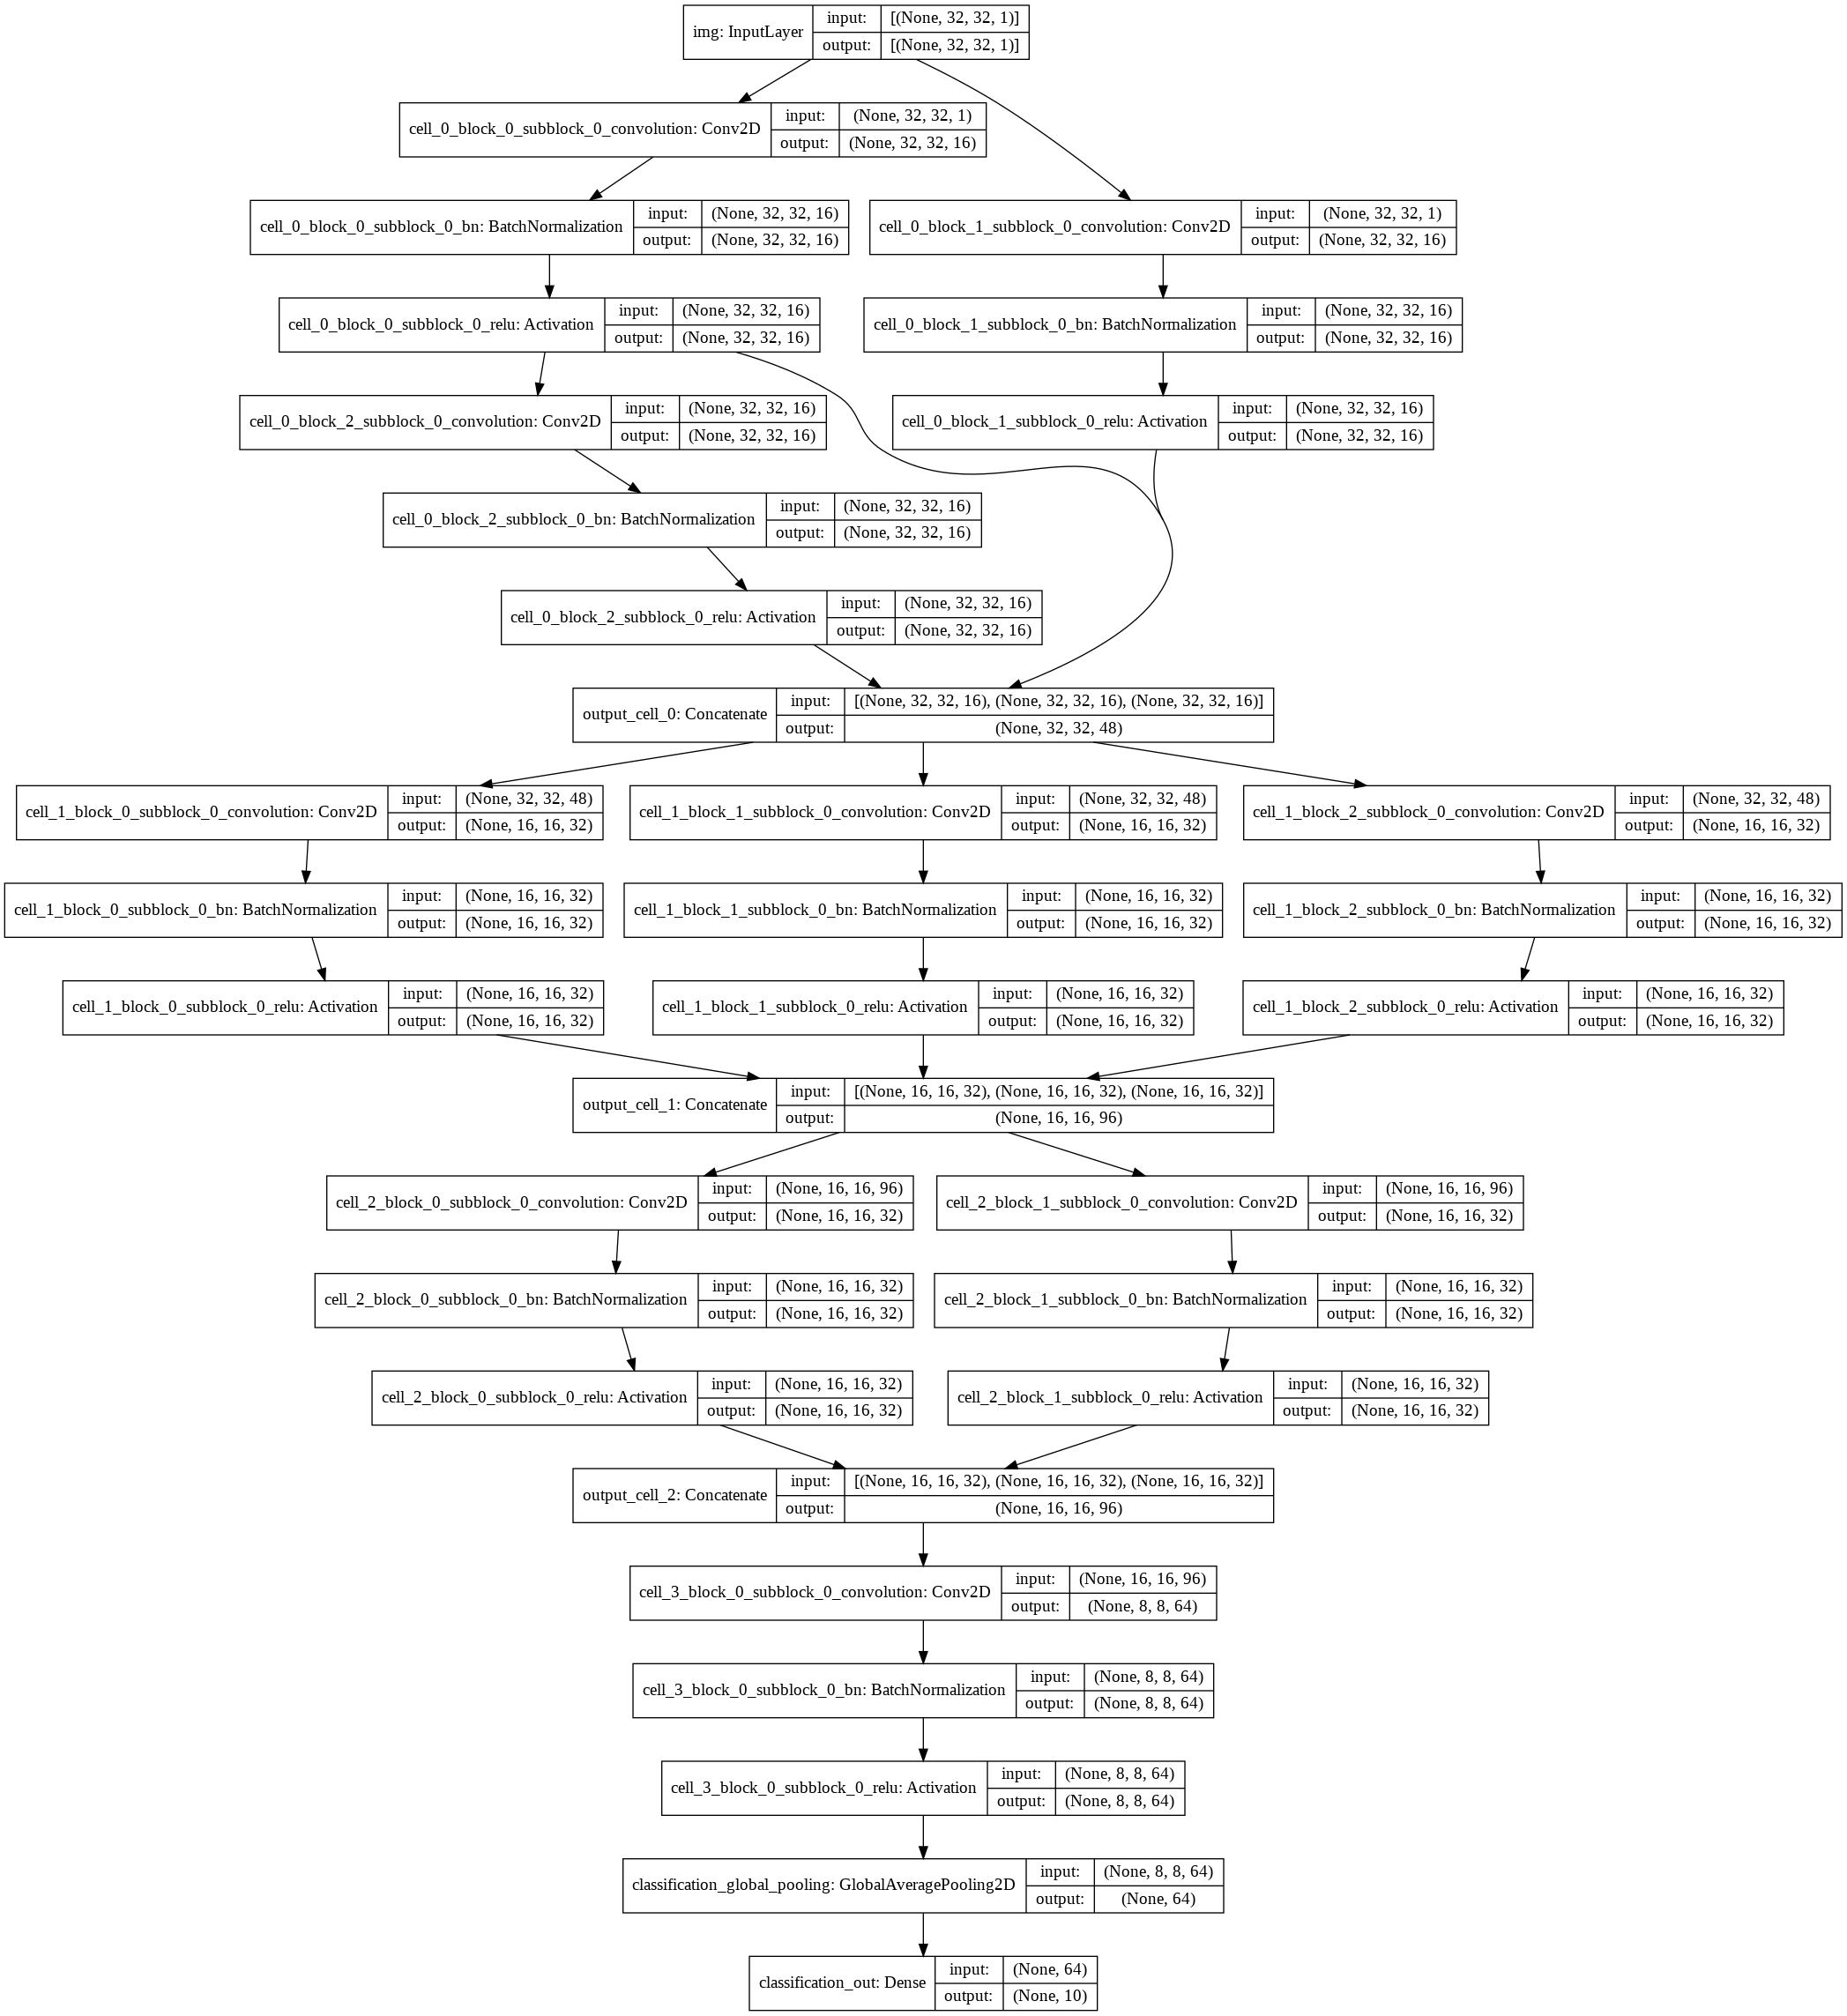 img: InputLayer
input: [(None, 32, 32, 1)]
output: [(None, 32, 32, 1)]
cell_0_block_0_subblock_0_convolution: Conv2D
input: (None, 32, 32, 1)
output: (None, 32, 32, 16)
cell_0_block_0_subblock_0_bn: BatchNormalization
input: (None, 32, 32, 16)
output: (None, 32, 32, 16)
cell_0_block_1_subblock_0_convolution: Conv2D
input: (None, 32, 32, 1)
output: (None, 32, 32, 16)
cell_0_block_0_subblock_0_relu: Activation
input: (None, 32, 32, 16)
output: (None, 32, 32, 16)
cell_0_block_1_subblock_0_bn: BatchNormalization
input: (None, 32, 32, 16)
output: (None, 32, 32, 16)
cell_0_block_2_subblock_0_convolution: Conv2D
input: (None, 32, 32, 16)
output: (None, 32, 32, 16)
cell_0_block_1_subblock_0_relu: Activation
input: (None, 32, 32, 16)
output: (None, 32, 32, 16)
cell_0_block_2_subblock_0_bn: BatchNormalization
input: (None, 32, 32, 16)
output: (None, 32, 32, 16)
cell_0_block_2_subblock_0_relu: Activation
input: (None, 32, 32, 16)
output: (None, 32, 32, 16)
output_cell_0: Concatenate
input: [(None, 32, 32, 16), (None, 32, 32, 16), (None, 32, 32, 16)]
output: (None, 32, 32, 48)
cell_1_block_0_subblock_0_convolution: Conv2D
input: (None, 32, 32, 48)
output: (None, 16, 16, 32)
cell_1_block_1_subblock_0_convolution: Conv2D
input: (None, 32, 32, 48)
output: (None, 16, 16, 32)
cell_1_block_2_subblock_0_convolution: Conv2D
input: (None, 32, 32, 48)
output: (None, 16, 16, 32)
cell_1_block_0_subblock_0_bn: BatchNormalization
input: (None, 16, 16, 32)
output: (None, 16, 16, 32)
cell_1_block_1_subblock_0_bn: BatchNormalization
input: (None, 16, 16, 32)
output: (None, 16, 16, 32)
cell_1_block_2_subblock_0_bn: BatchNormalization
input: (None, 16, 16, 32)
output: (None, 16, 16, 32)
cell_1_block_0_subblock_0_relu: Activation
input: (None, 16, 16, 32)
output: (None, 16, 16, 32)
cell_1_block_1_subblock_0_relu: Activation
input: (None, 16, 16, 32)
output: (None, 16, 16, 32)
cell_1_block_2_subblock_0_relu: Activation
input: (None, 16, 16, 32)
output: (None, 16, 16, 32)
output_cell_1: Concatenate
input: [(None, 16, 16, 32), (None, 16, 16, 32), (None, 16, 16, 32)]
output: (None, 16, 16, 96)
cell_2_block_0_subblock_0_convolution: Conv2D
input: (None, 16, 16, 96)
output: (None, 16, 16, 32)
cell_2_block_1_subblock_0_convolution: Conv2D
input: (None, 16, 16, 96)
output: (None, 16, 16, 32)
cell_2_block_0_subblock_0_bn: BatchNormalization
input: (None, 16, 16, 32)
output: (None, 16, 16, 32)
cell_2_block_1_subblock_0_bn: BatchNormalization
input: (None, 16, 16, 32)
output: (None, 16, 16, 32)
cell_2_block_0_subblock_0_relu: Activation
input: (None, 16, 16, 32)
output: (None, 16, 16, 32)
cell_2_block_1_subblock_0_relu: Activation
input: (None, 16, 16, 32)
output: (None, 16, 16, 32)
output_cell_2: Concatenate
input: [(None, 16, 16, 32), (None, 16, 16, 32), (None, 16, 16, 32)]
output: (None, 16, 16, 96)
cell_3_block_0_subblock_0_convolution: Conv2D
input: (None, 16, 16, 96)
output: (None, 8, 8, 64)
cell_3_block_0_subblock_0_bn: BatchNormalization
input: (None, 8, 8, 64)
output: (None, 8, 8, 64)
cell_3_block_0_subblock_0_relu: Activation
input: (None, 8, 8, 64)
output: (None, 8, 8, 64)
classification_global_pooling: GlobalAveragePooling2D
input: (None, 8, 8, 64)
output: (None, 64)
classification_out: Dense
input: (None, 64)
output: (None, 10)